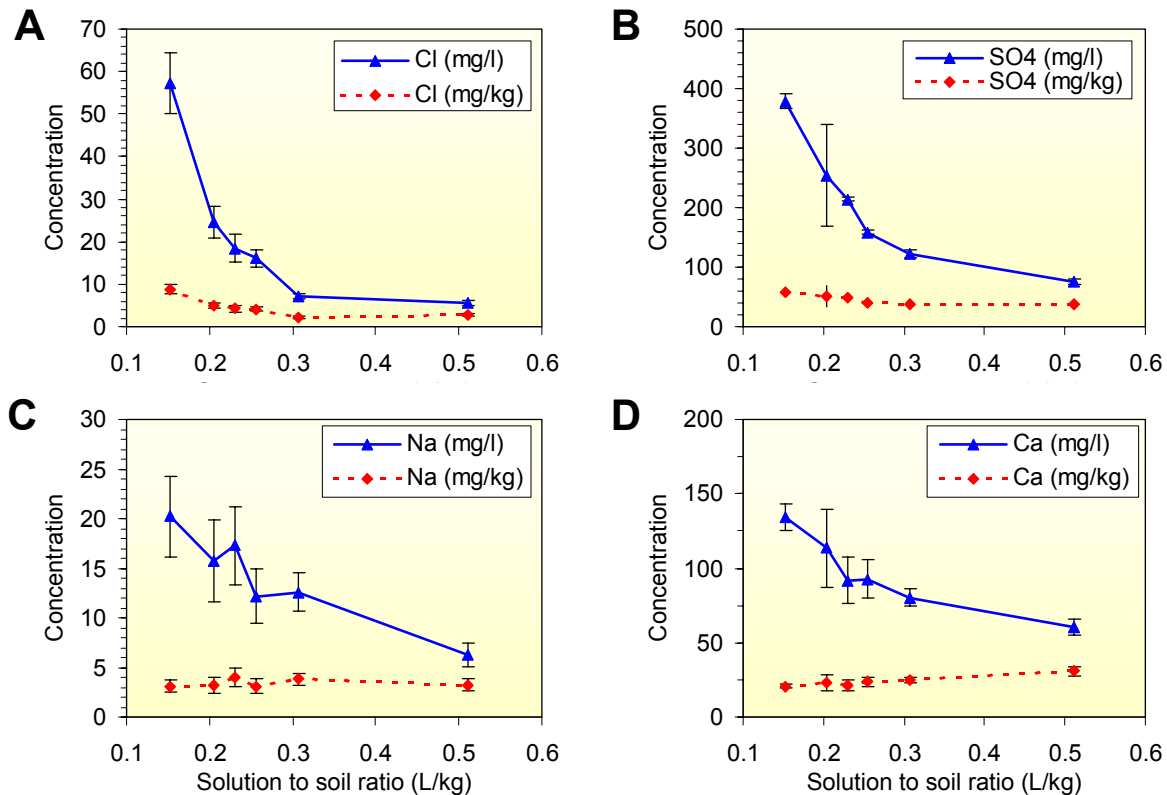 A
70
60
50
40
30
20
10
0
Concentration
Cl (mg/l)
Cl (mg/kg)
0.1 0.2 0.3 0.4 0.5 0.6
B
500
400
300
200
100
0
Concentration
SO4 (mg/l)
SO4 (mg/kg)
0.1 0.2 0.3 0.4 0.5 0.6
C
30
25
20
15
10
5
0
Concentration
Na (mg/l)
Na (mg/kg)
0.1 0.2 0.3 0.4 0.5 0.6
Solution to soil ratio (L/kg)
D
200
150
100
50
0
Concentration
Ca (mg/l)
Ca (mg/kg)
0.1 0.2 0.3 0.4 0.5 0.6
Solution to soil ratio (L/kg)